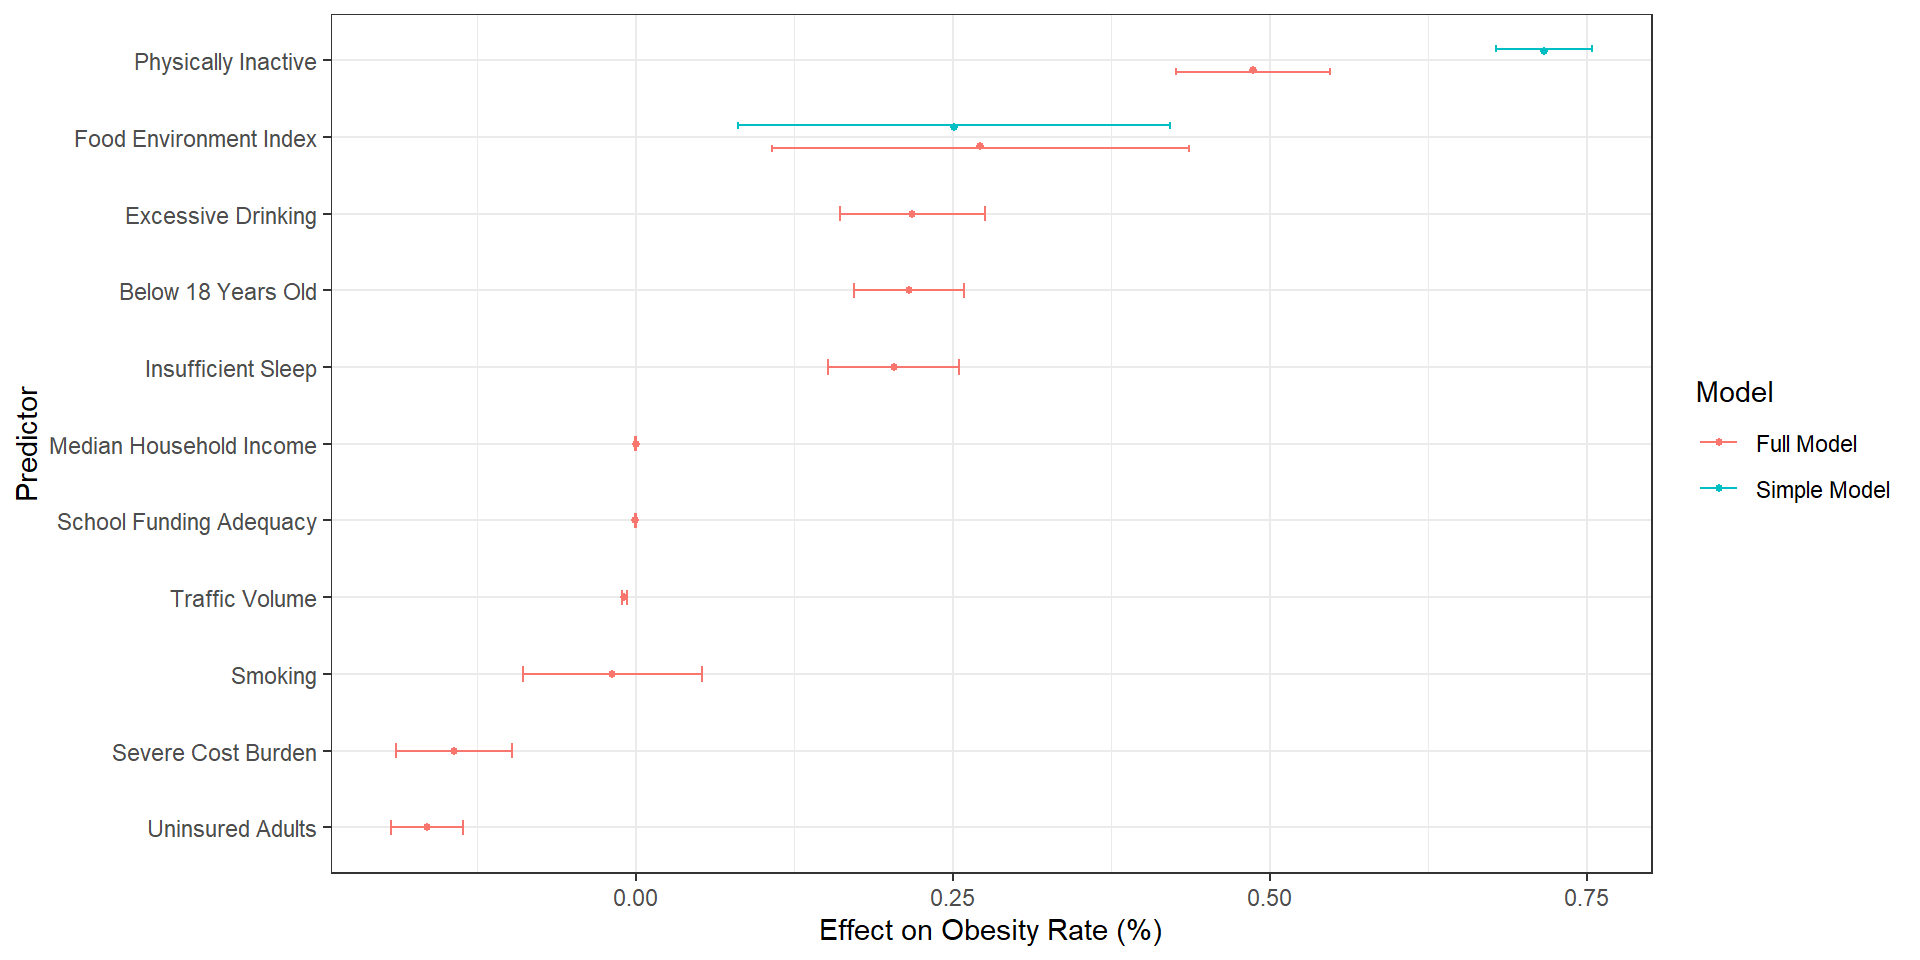 Physically Inactive
Food Environment Index
Excessive Drinking
Below 18 Years Old
Insufficient Sleep
Median Household Income
School Funding Adequacy
Traffic Volume
Smoking
Severe Cost Burden
Uninsured Adults
Predictor
0.00 0.25 0.50 0.75
Effect on Obesity Rate (%)
Model
Full Model
Simple Model